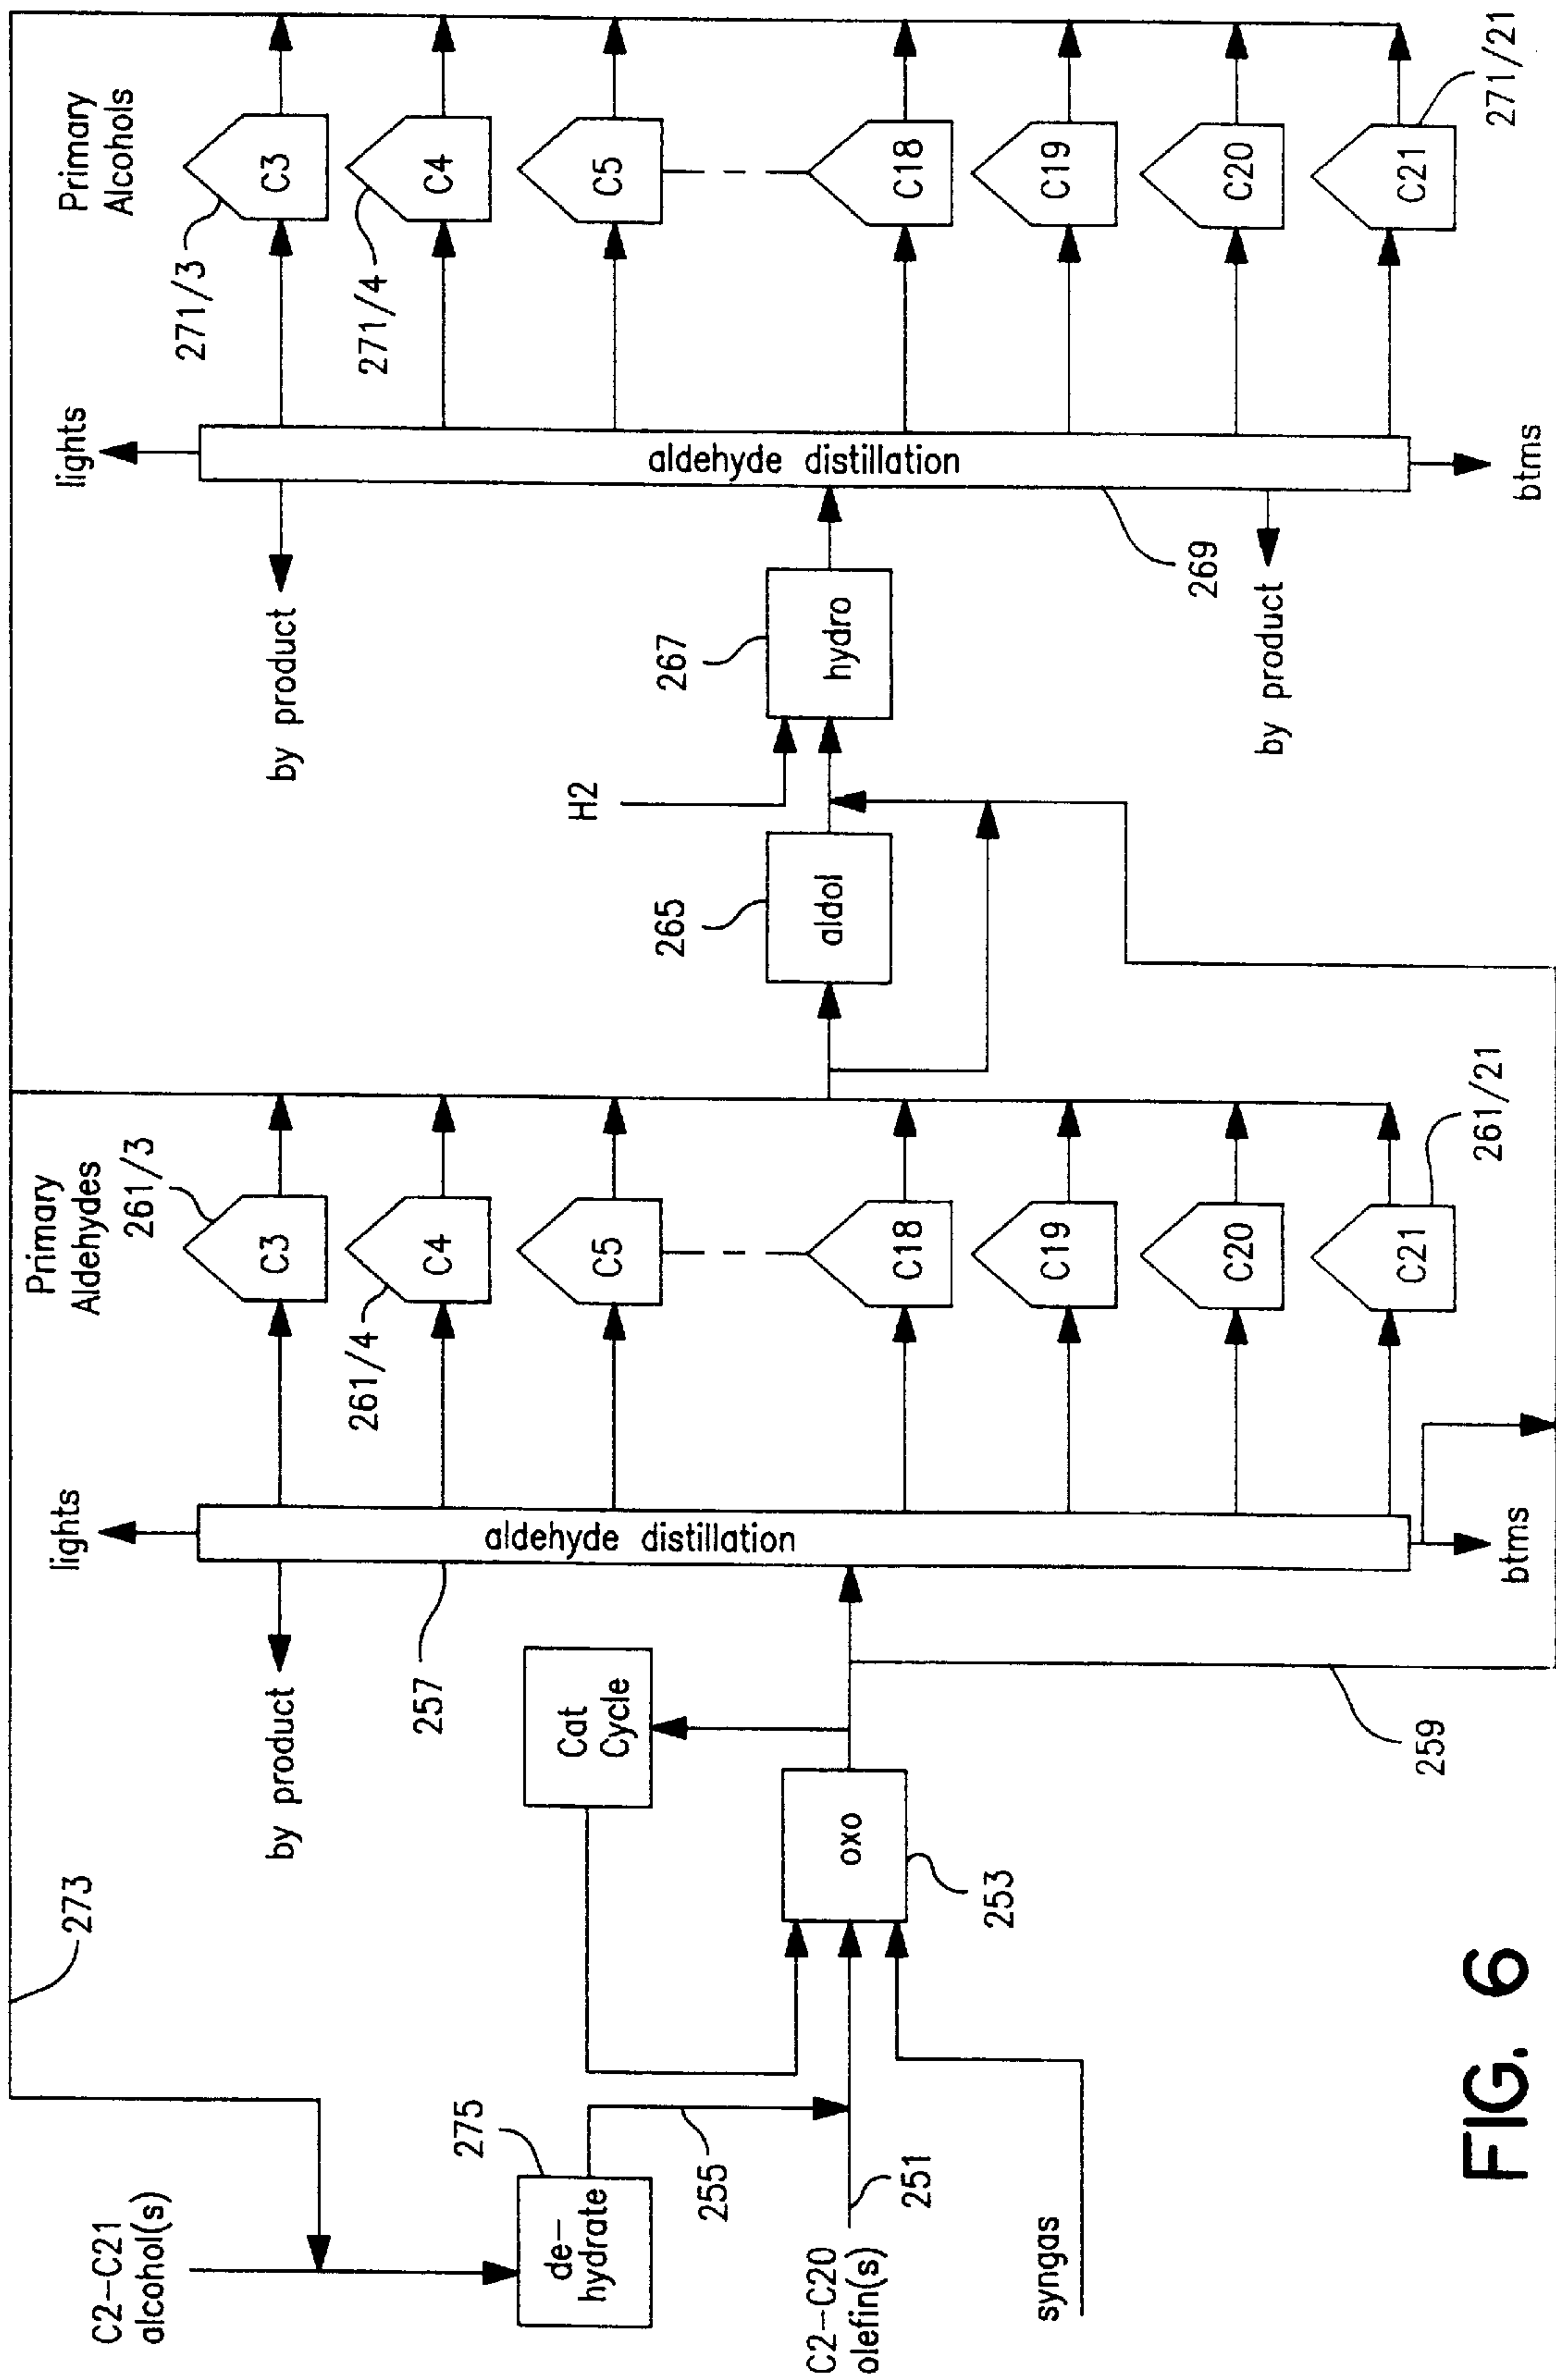 C2–C21
alcohol(s)
273
de–
hydrate
275
255
C2–C20
olefin(s)
251
syngas
Cat
Cycle
oxo
253
by product
lights
257
aldehyde distillation
btms
259
Primary
Aldehydes
261/3
261/4
C3
C4
C5
C18
C19
C20
C21
261/21
265
aldol
H2
267
hydro
by product
by product
lights
aldehyde distillation
269
btms
Primary
Alcohols
271/3
271/4
C3
C4
C5
C18
C19
C20
C21
271/21
FIG. 6